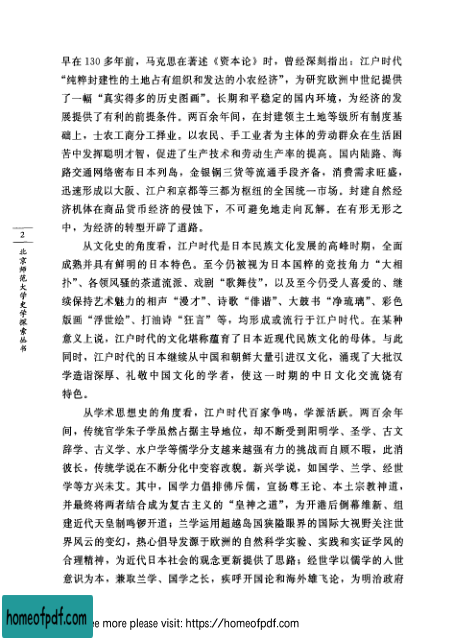 早在 130 多年前，马克思在著述《资本论》时，曾经深刻指出：江户时代
“纯粹封建性的土地占有组织和发达的小农经济”，为研究欧洲中世纪提供
了一幅“真实得多的历史图画”。长期和平稳定的国内环境，为经济的发
展提供了有利的前提条件。两百余年间，在封建领主土地等级所有制度基
础上，士农工商分工择业。以农民、手工业者为主体的劳动群众在生活困
苦中发挥聪明才智，促进了生产技术和劳动生产率的提高。国内陆路、海
路交通网络密布日本列岛，金银铜三货等流通手段齐备，消费需求旺盛，
迅速形成以大阪、江户和京都等三都为枢纽的全国统一市场。封建自然经
济机体在商品货币经济的侵蚀下，不可避免地走向瓦解。在有形无形之
中，为经济的转型开辟了道路。
从文化史的角度看，江户时代是日本民族文化发展的高峰时期，全面
成熟并具有鲜明的日本特色。至今仍被视为日本国粹的竞技角力“大相
扑”、各领风骚的茶道流派、戏剧“歌舞伎”，以及至今仍受人喜爱的、继
续保持艺术魅力的相声“漫才”、诗歌“俳谐”、大鼓书“净琉璃”、彩色
版画“浮世绘”、打油诗“狂言”等，均形成或流行于江户时代。在某种
意义上说，江户时代的文化堪称蕴育了日本近现代民族文化的母体。与此
同时，江户时代的日本继续从中国和朝鲜大量引进汉文化，涌现了大批汉
学造诣深厚、礼敬中国文化的学者，使这一时期的中日文化交流饶有
特色。
从学术思想史的角度看，江户时代百家争鸣，学派活跃。两百余年
间，传统官学朱子学虽然占据主导地位，却不断受到阳明学、圣学、古文
辞学、古义学、水户学等儒学分支越来越强有力的挑战而自顾不暇，此消
彼长，传统学说在不断分化中变容改貌。新兴学说，如国学、兰学、经世
学等方兴未艾。其中，国学力倡排佛斥儒，宣扬尊王论、本土宗教神道，
并最终将两者结合成为复古主义的“皇神之道”，为开港后倒幕维新、组
建近代天皇制鸣锣开道；兰学运用超越岛国狭隘眼界的国际大视野关注世
界风云的变幻，热心倡导发源于欧洲的自然科学实验、实践和实证学风的
合理精神，为近代日本社会的观念更新提供了思路；经世学以儒学的入世
意识为本，兼取兰学、国学之长，疾呼开国论和海外雄飞论，为明治政府
2
北京师范大学史学探索丛书
homeofpdf.com
ee more please visit: https://homeofpdf.com